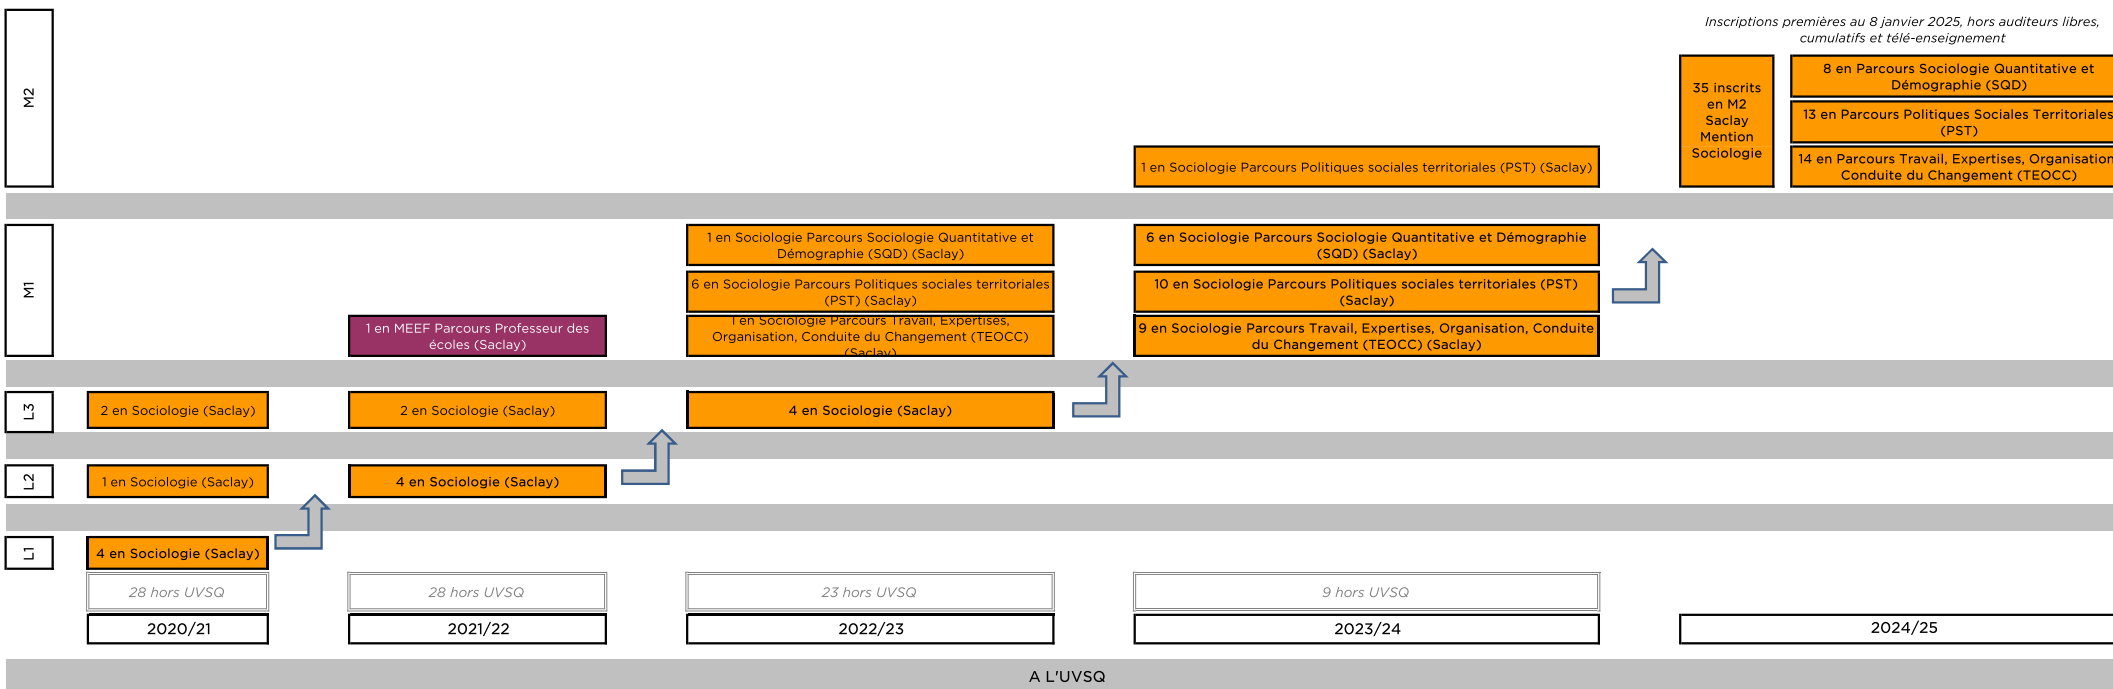 Inscriptions premières au 8 janvier 2025, hors auditeurs libres,
cumulatifs et télé-enseignement
M2
35 inscrits
en M2
Saclay
Mention
Sociologie
8 en Parcours Sociologie Quantitative et
Démographie (SQD)
13 en Parcours Politiques Sociales Territoriales
(PST)
14 en Parcours Travail, Expertises, Organisation
Conduite du Changement (TEOCC)
1 en Sociologie Parcours Politiques sociales territoriales (PST) (Saclay)
M1
1 en MEEF Parcours Professeur des
écoles (Saclay)
1 en Sociologie Parcours Sociologie Quantitative et
Démographie (SQD) (Saclay)
6 en Sociologie Parcours Politiques sociales territoriales
(PST) (Saclay)
1 en Sociologie Parcours Travail, Expertises,
Organisation, Conduite du Changement (TEOCC)
(Saclay)
6 en Sociologie Parcours Sociologie Quantitative et Démographie
(SQD) (Saclay)
10 en Sociologie Parcours Politiques sociales territoriales (PST)
(Saclay)
9 en Sociologie Parcours Travail, Expertises, Organisation, Conduite
du Changement (TEOCC) (Saclay)
L3
2 en Sociologie (Saclay)
2 en Sociologie (Saclay)
4 en Sociologie (Saclay)
L2
1 en Sociologie (Saclay)
4 en Sociologie (Saclay)
L1
4 en Sociologie (Saclay)
28 hors UVSQ
28 hors UVSQ
23 hors UVSQ
9 hors UVSQ
2020/21
2021/22
2022/23
2023/24
2024/25
A L'UVSQ